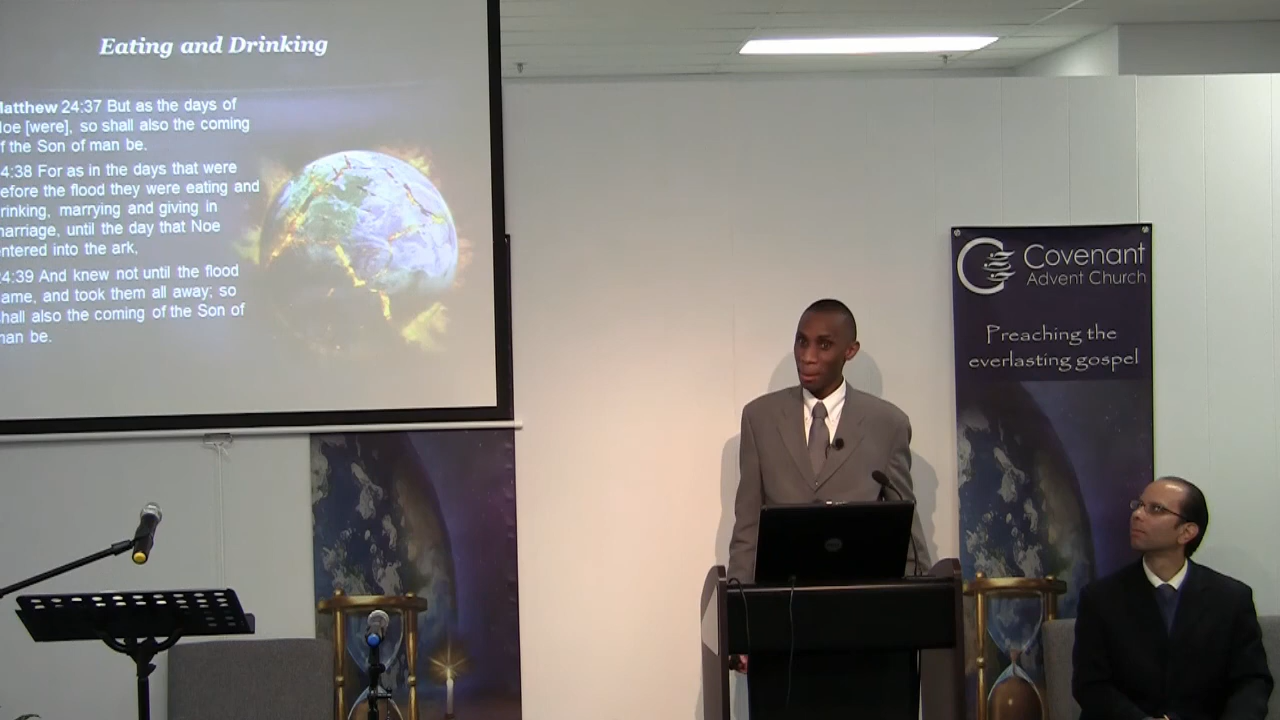 Eating and Drinking
atthew 24:37 But as the days of
oe [were], so shall also the coming
f the Son of man be.
4:38 For as in the days that were
efore the flood they were eating and
rinking, marrying and giving in
arriage, until the day that Noe
ntered into the ark,
4:39 And knew not until the flood
ame, and took them all away; so
hall also the coming of the Son of
an be.
Covenant
Advent Church
Preaching the
everlasting gospel
DELL